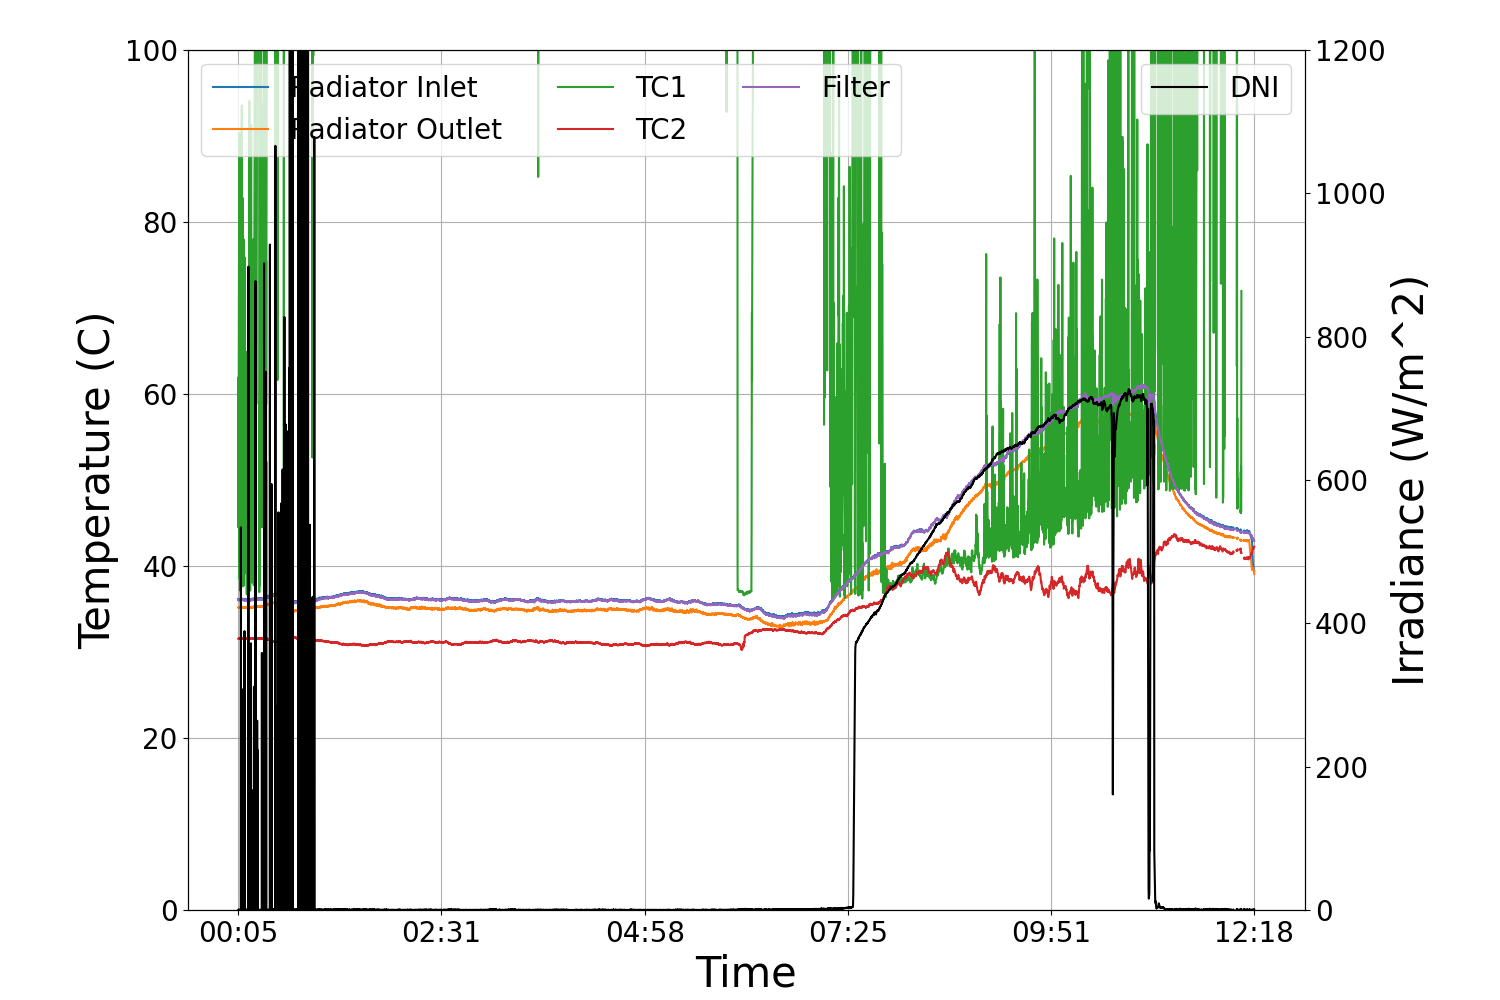 100
80
60
40
20
0
Temperature (C)
Radiator Inlet
Radiator Outlet
TC1
TC2
Filter
DNI
1200
1000
800
600
400
200
0
Irradiance (W/m^2)
00:05
02:31
04:58
07:25
09:51
12:18
Time